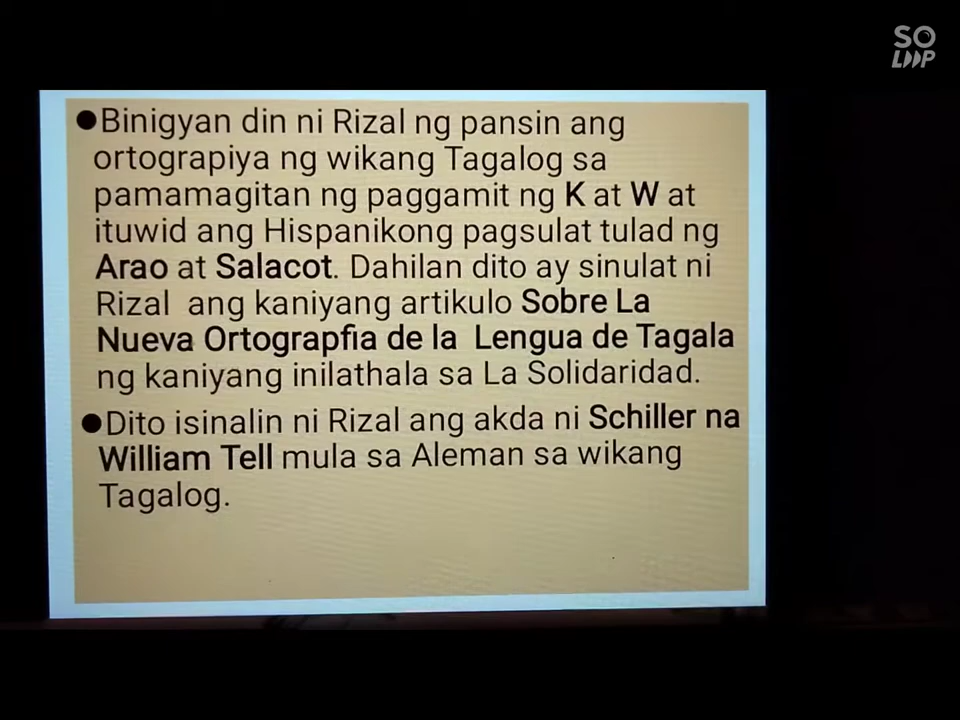 SO
LOOP
●Binigyan din ni Rizal ng pansin ang
ortograpiya ng wikang Tagalog sa
pamamagitan ng paggamit ng K at W at
ituwid ang Hispanikong pagsulat tulad ng
Arao at Salacot. Dahilan dito ay sinulat ni
Rizal ang kaniyang artikulo Sobre La
Nueva Ortograpfia de la Lengua de Tagala
ng kaniyang inilathala sa La Solidaridad.
●Dito isinalin ni Rizal ang akda ni Schiller na
William Tell mula sa Aleman sa wikang
Tagalog.